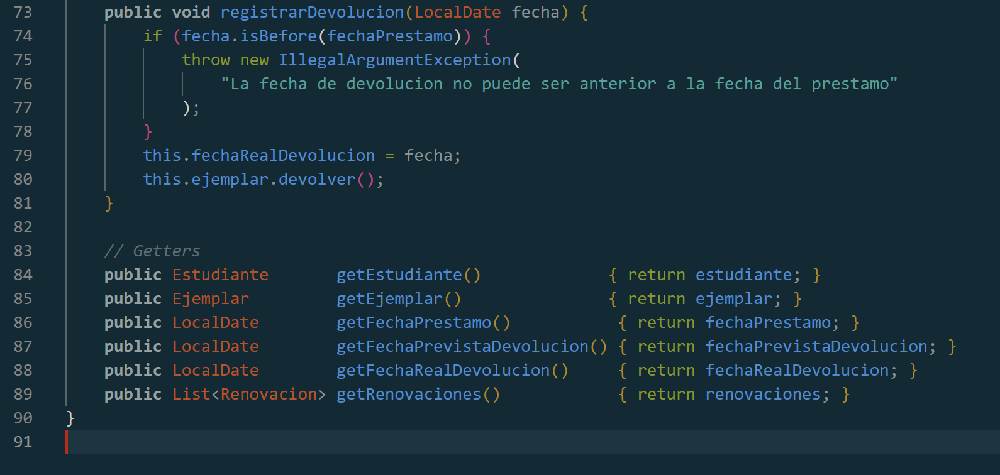 73 public void registrarDevolucion(LocalDate fecha) {
74 if (fecha.isBefore(fechaPrestamo)) {
75 throw new IllegalArgumentException(
76 "La fecha de devolucion no puede ser anterior a la fecha del prestamo"
77 );
78 }
79 this.fechaRealDevolucion = fecha;
80 this.ejemplar.devolver();
81 }
82
83 // Getters
84 public Estudiante getEstudiante() { return estudiante; }
85 public Ejemplar getEjemplar() { return ejemplar; }
86 public LocalDate getFechaPrestamo() { return fechaPrestamo; }
87 public LocalDate getFechaPrevistaDevolucion() { return fechaPrevistaDevolucion; }
88 public LocalDate getFechaRealDevolucion() { return fechaRealDevolucion; }
89 public List<Renovacion> getRenovaciones() { return renovaciones; }
90 }
91